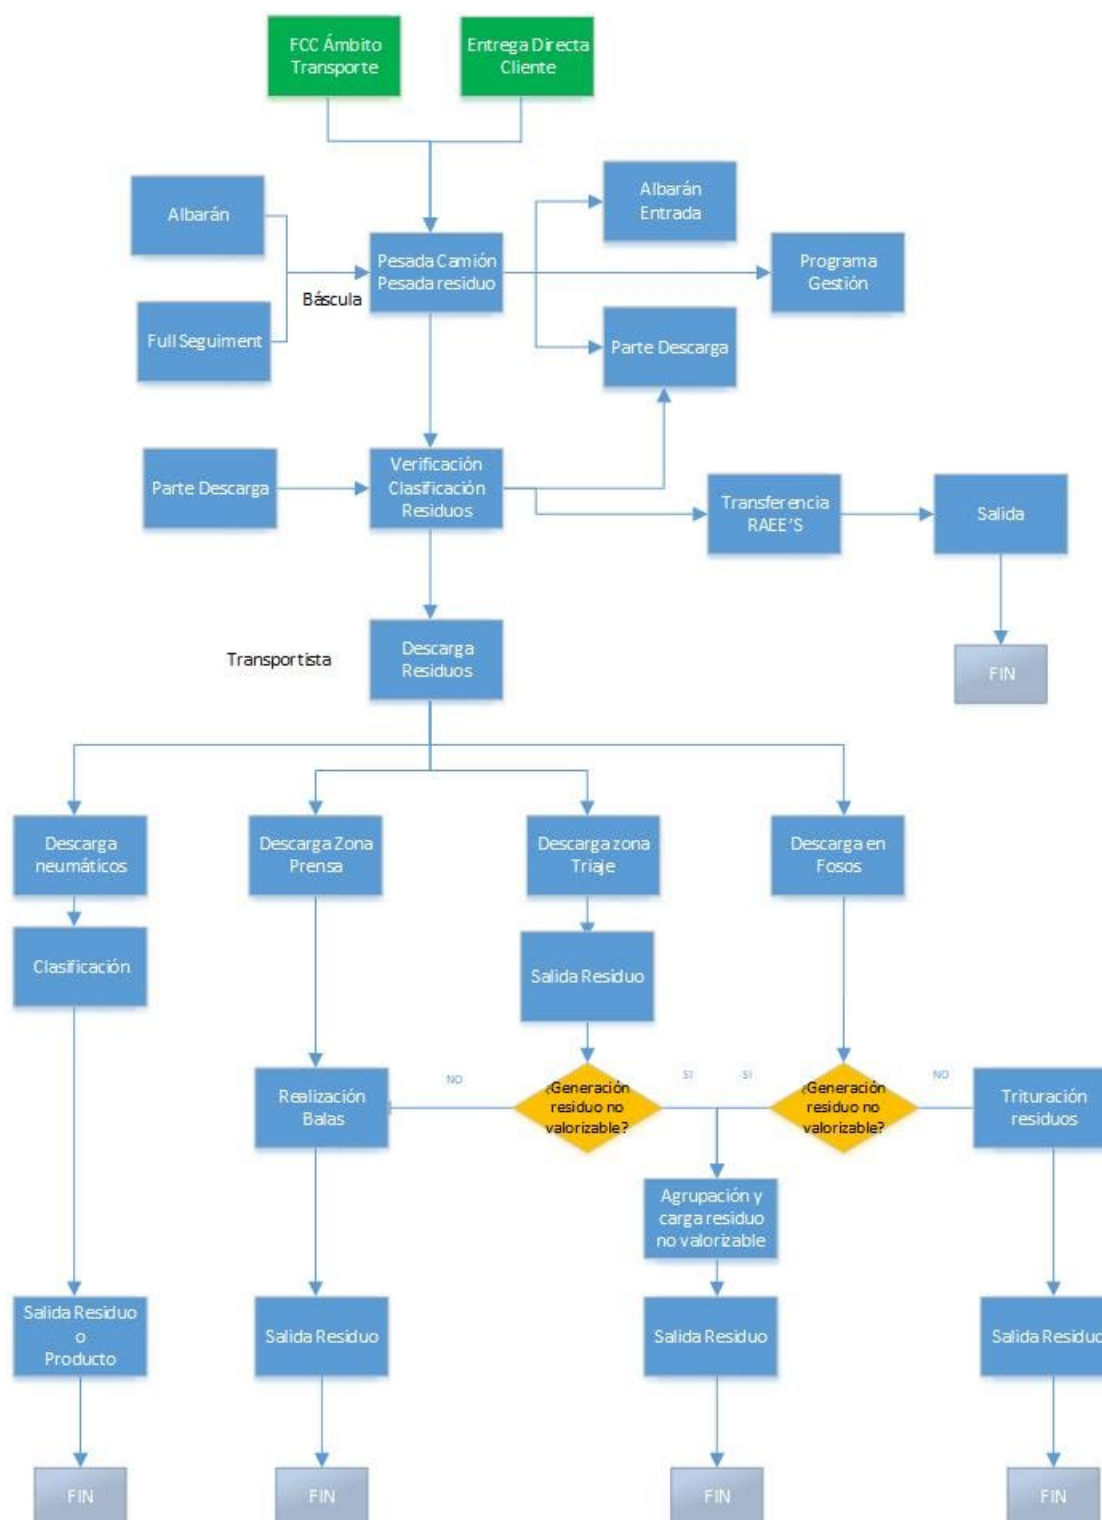 FCC Ámbito
Transporte
Entrega Directa
Cliente
Albarán
Albarán
Entrada
Pesada Camión
Pesada residuo
Programa
Gestión
Báscula
Full Seguiment
Parte Descarga
Parte Descarga
Verificación
Clasificación
Residuos
Transferencia
RAEE'S
Salida
Transportista
Descarga
Residuos
FIN
Descarga
neumáticos
Descarga Zona
Prensa
Descarga zona
Triaje
Descarga en
Fosos
Clasificación
Salida Residuo
NO
SI
SI
NO
Realización
Balas
¿Generación
residuo no
valorizable?
¿Generación
residuo no
valorizable?
Trituración
residuos
Agrupación y
carga residuo
no valorizable
Salida Residuo
o
Producto
Salida Residuo
Salida Residuo
Salida Residuo
FIN
FIN
FIN
FIN